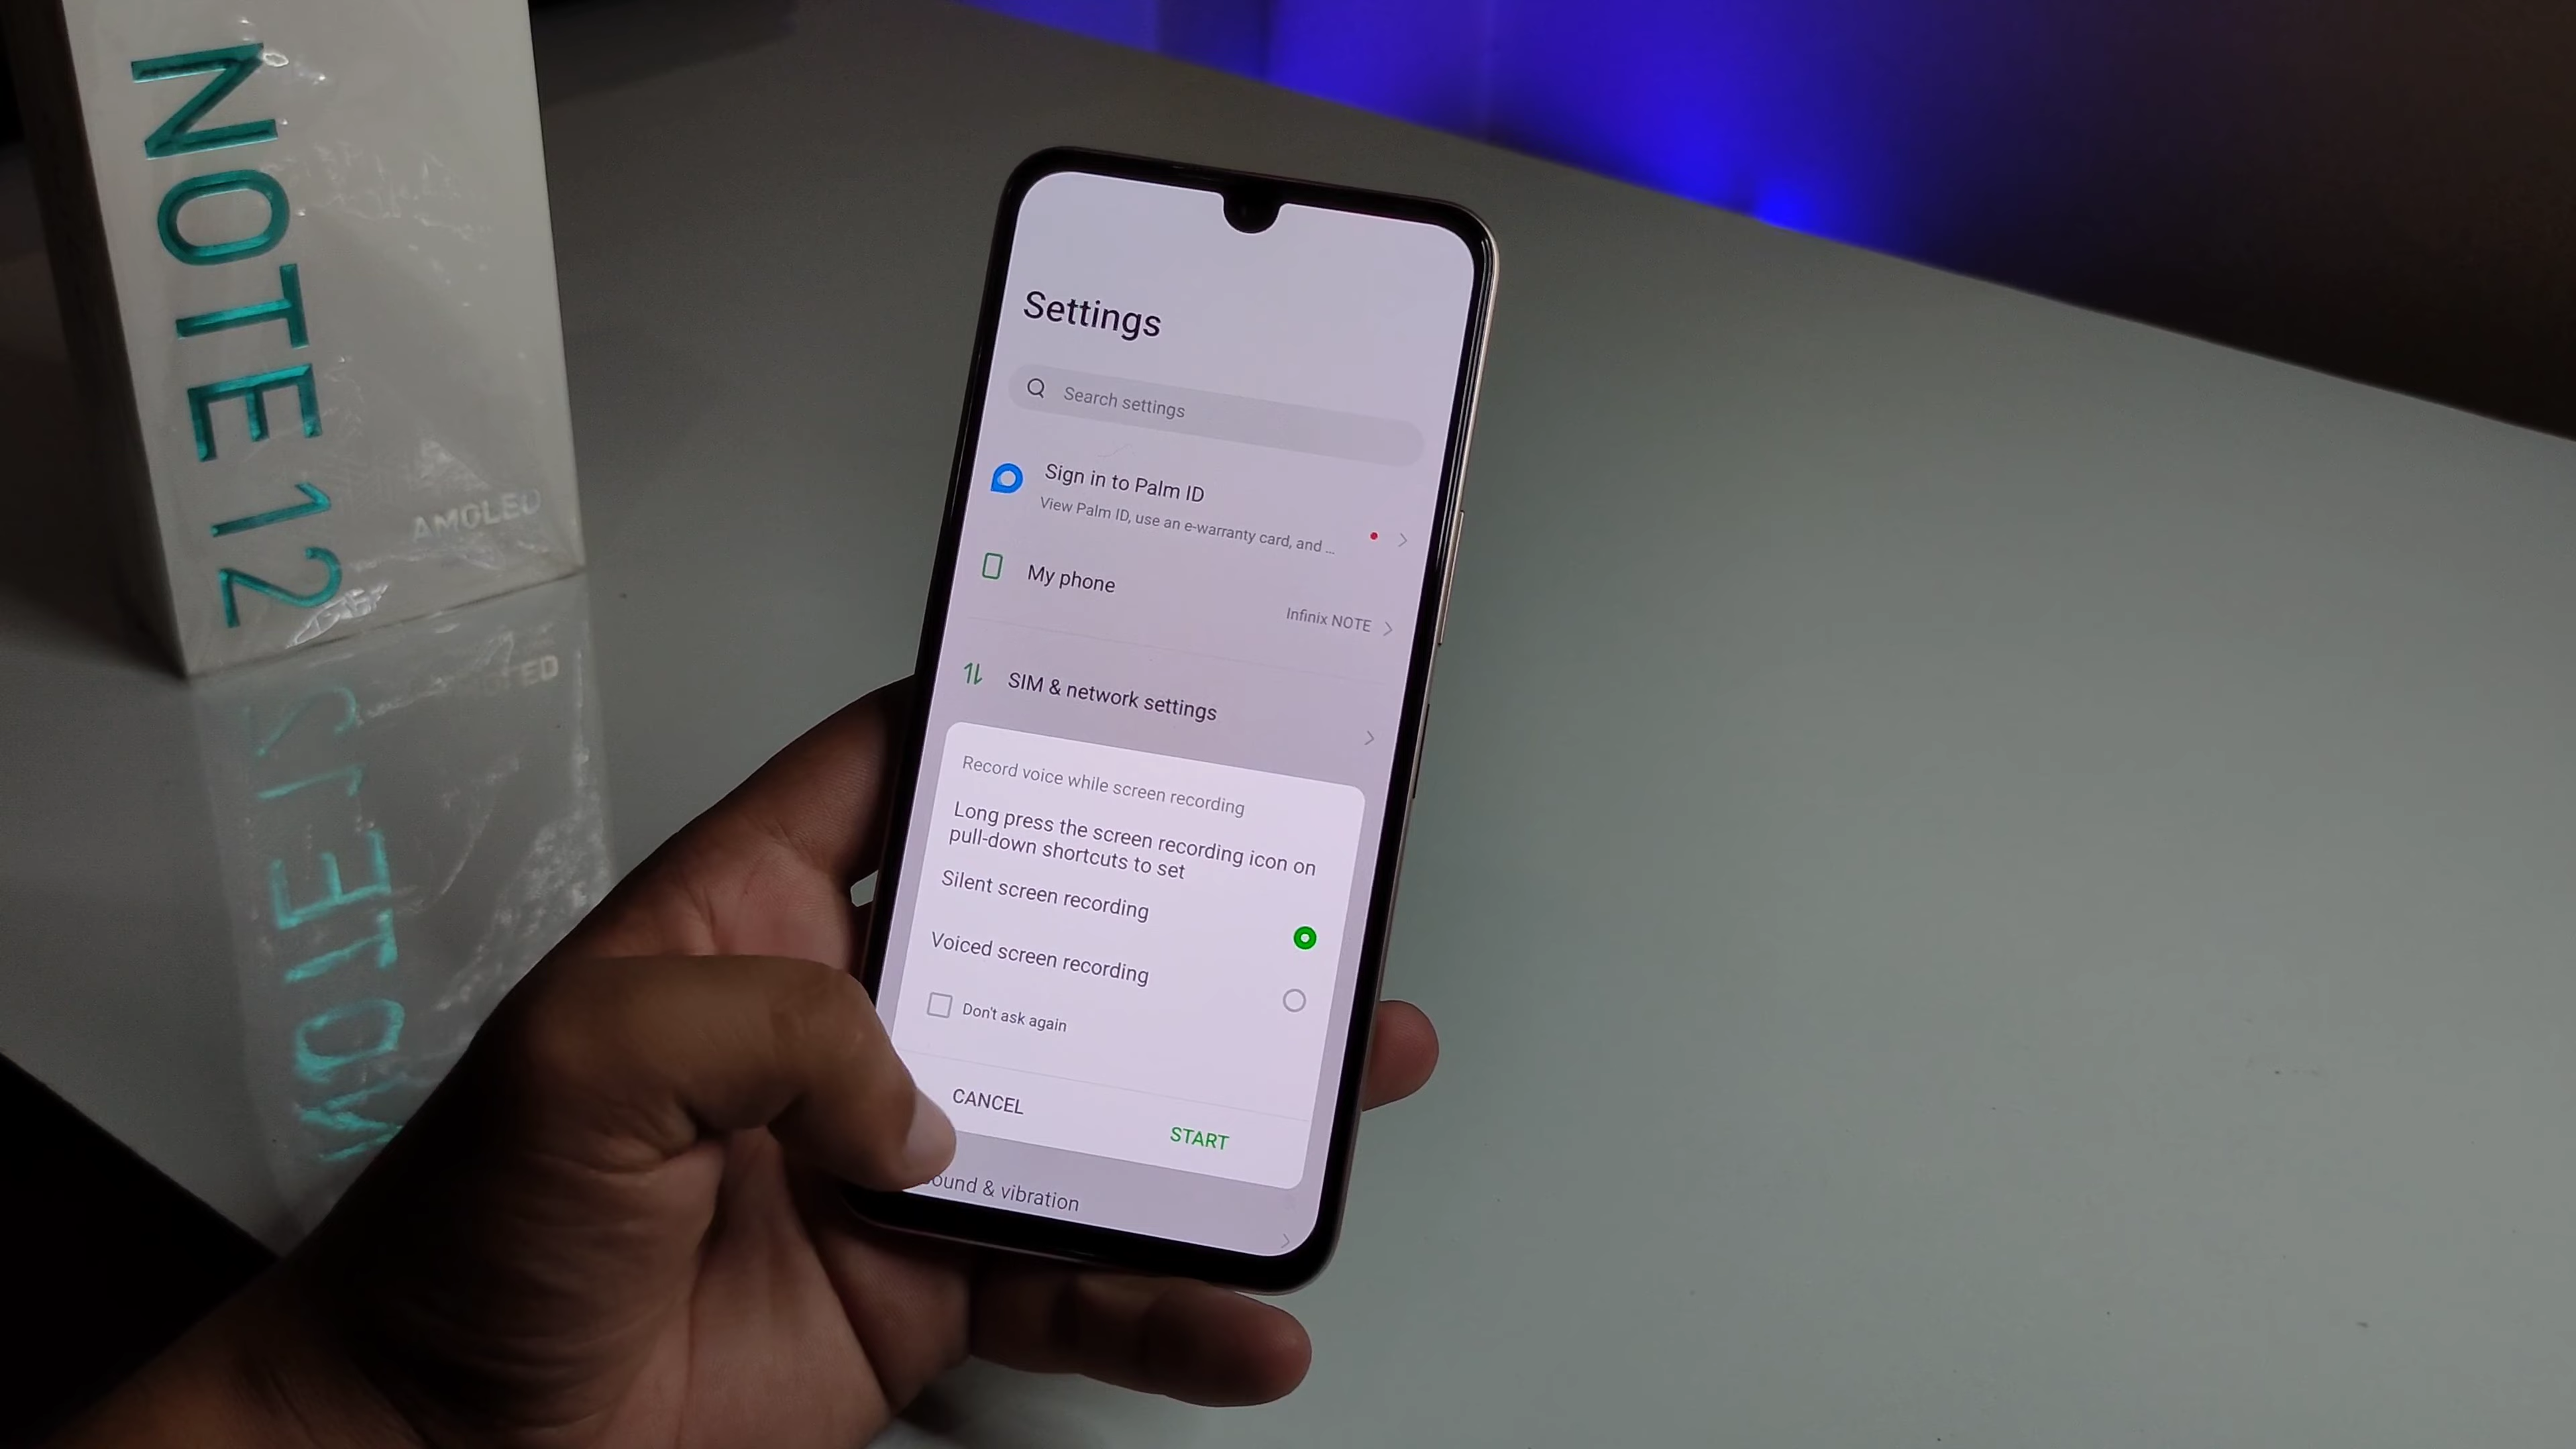 NOTE 12
AMOLED
Settings
Search settings
Sign in to Palm ID
View Palm ID, use an e-warranty card, and ...
My phone
Infinix NOTE
SIM & network settings
Record voice while screen recording
Long press the screen recording icon on
pull-down shortcuts to set
Silent screen recording
Voiced screen recording
Don't ask again
CANCEL
START
ound & vibration